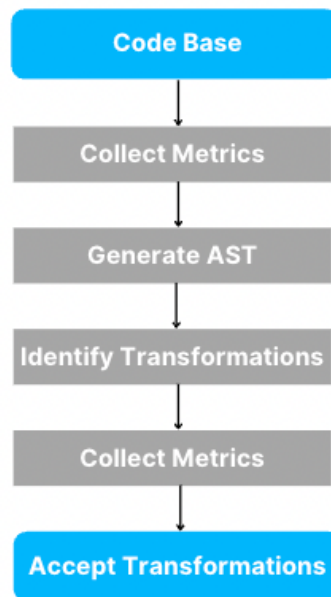 Code Base
Collect Metrics
Generate AST
Identify Transformations
Collect Metrics
Accept Transformations